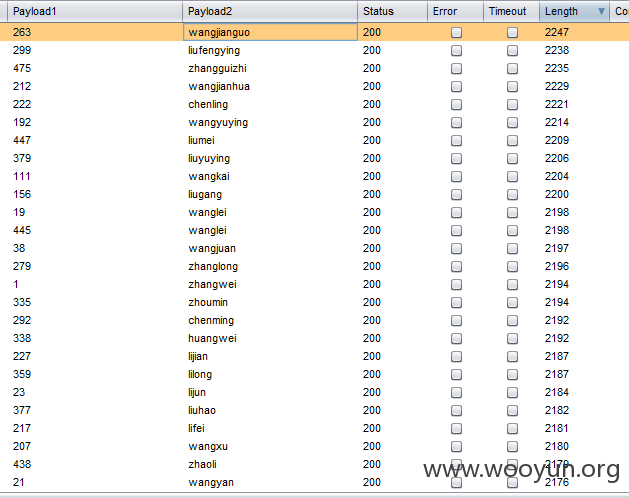 Payload1 Payload2 Status Error Timeout Length Co
263 wangjianguo 200 2247
299 liufengying 200 2238
475 zhangguizhi 200 2235
212 wangjianhua 200 2229
222 chenling 200 2221
192 wangyuying 200 2214
447 liumei 200 2209
379 liuyuying 200 2206
111 wangkai 200 2204
156 liugang 200 2200
19 wanglei 200 2198
445 wanglei 200 2198
38 wangjuan 200 2197
279 zhanglong 200 2196
1 zhangwei 200 2194
335 zhoumin 200 2194
292 chenming 200 2192
338 huangwei 200 2192
227 lijian 200 2187
359 lilong 200 2187
23 lijun 200 2184
377 liuhao 200 2182
217 lifei 200 2181
207 wangxu 200 2180
438 zhaoli 200 2179
www.wooyun.org
21 wangyan 200 2176